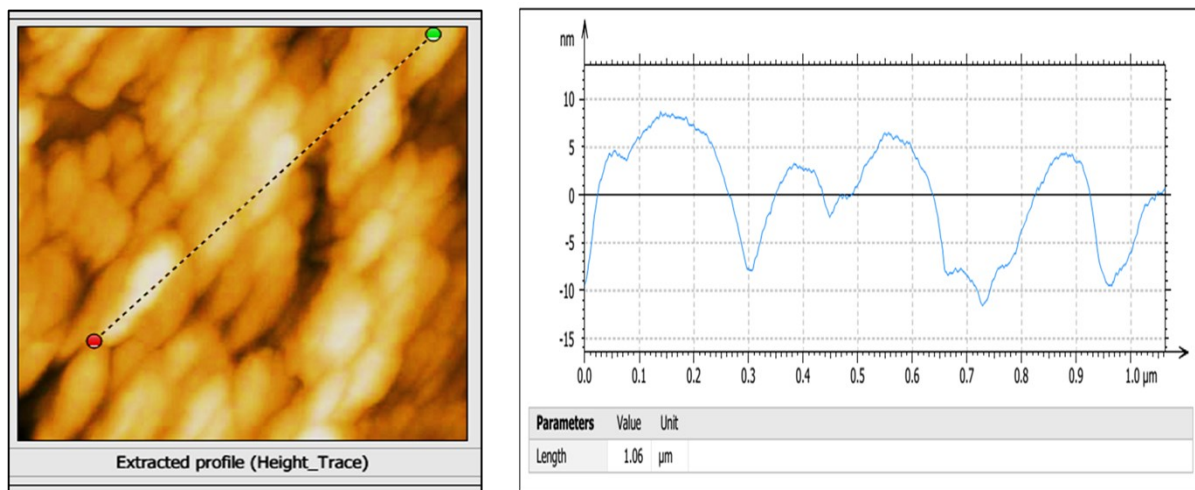 Extracted profile (Height_Trace)
nm
10
5
0
-5
-10
-15
0.0 0.1 0.2 0.3 0.4 0.5 0.6 0.7 0.8 0.9 1.0 µm
Parameters Value Unit
Length 1.06 µm